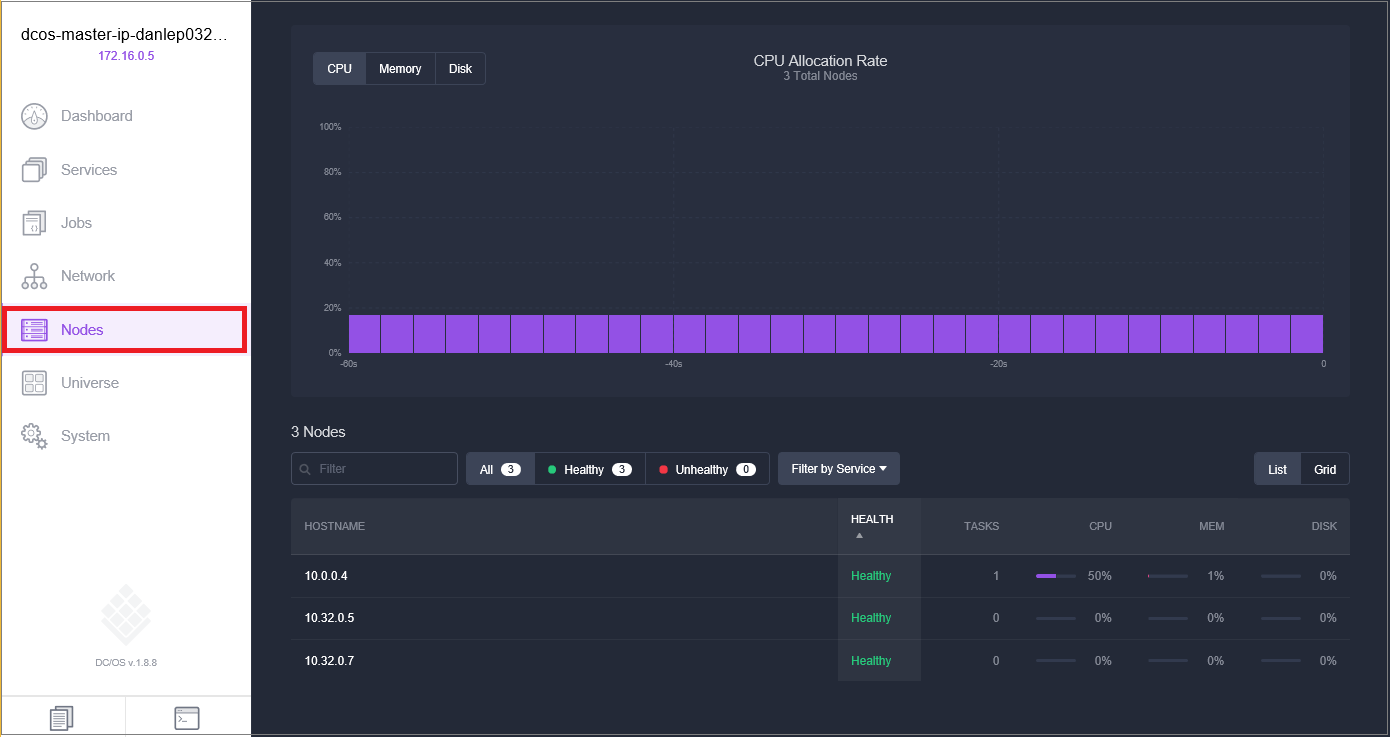 dcos-master-ip-danlep032...
172.16.0.5
Dashboard
Services
Jobs
Network
Nodes
Universe
System
DC/OS v.1.8.8
CPU Memory Disk
CPU Allocation Rate
3 Total Nodes
100%
80%
60%
40%
20%
0%
-60s -40s -20s 0
3 Nodes
Filter All 3 Healthy 3 Unhealthy 0 Filter by Service List Grid
HOSTNAME HEALTH TASKS CPU MEM DISK
10.0.0.4 Healthy 1 50% 1% 0%
10.32.0.5 Healthy 0 0% 0% 0%
10.32.0.7 Healthy 0 0% 0% 0%